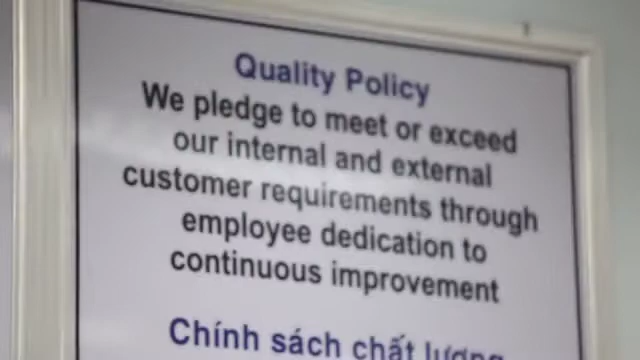 Quality Policy
We pledge to meet or exceed
our internal and external
customer requirements through
employee dedication to
continuous improvement
Chính sách chất lượng